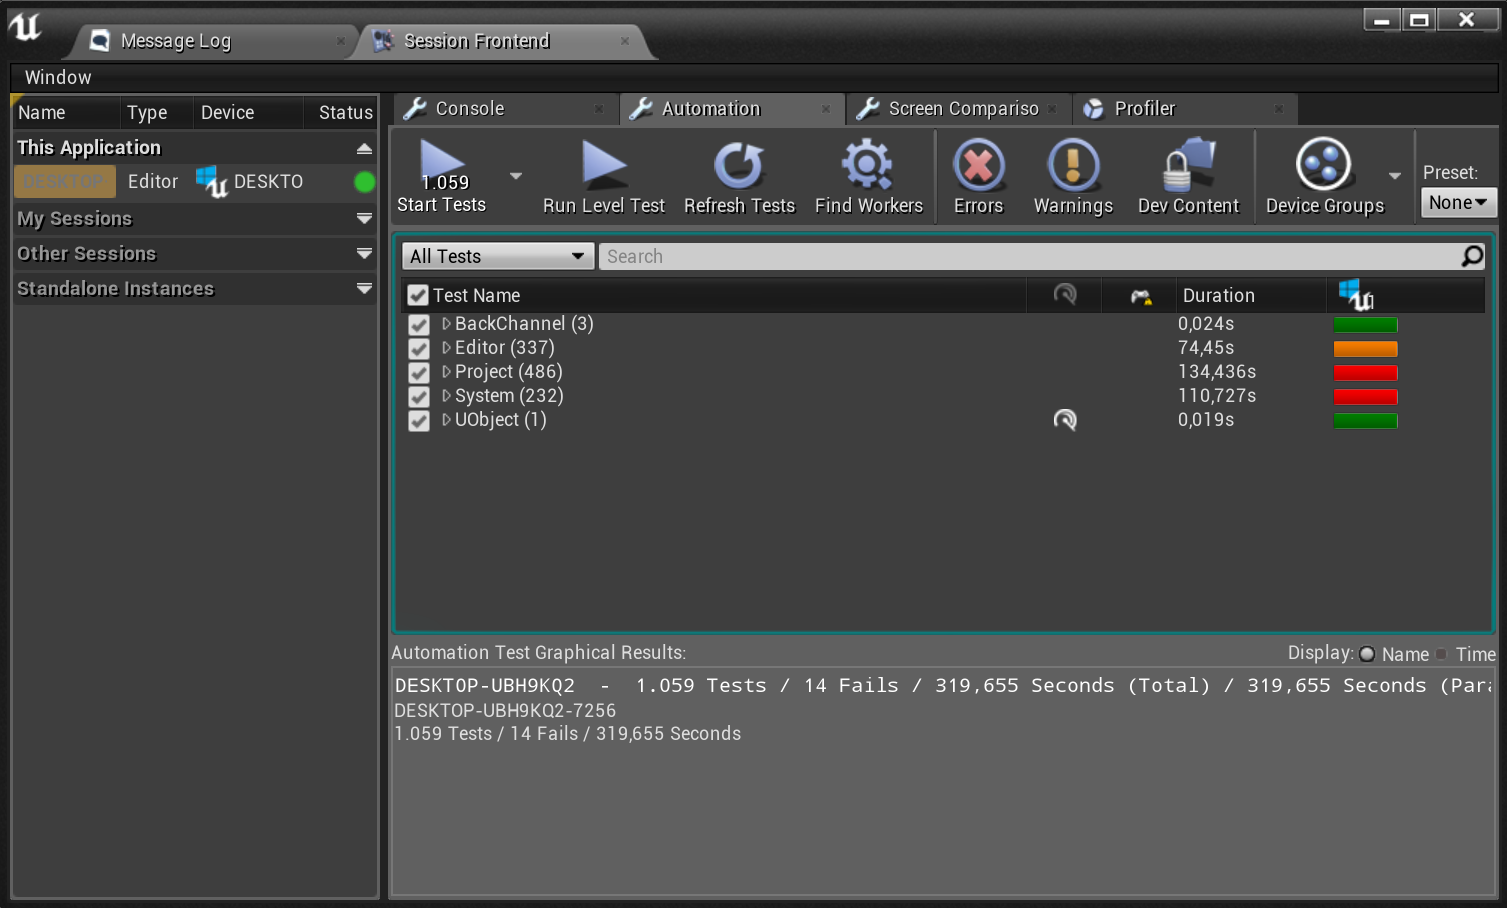 Message Log
Session Frontend
Window
Name Type Device Status
This Application
DESKTOP Editor DESKTO
My Sessions
Other Sessions
Standalone Instances
Console
Automation
Screen Compariso
Profiler
1.059
Start Tests
Run Level Test
Refresh Tests
Find Workers
Errors
Warnings
Dev Content
Device Groups
Preset:
None
All Tests
Search
Test Name Duration 1
BackChannel (3) 0,024s
Editor (337) 74,45s
Project (486) 134,436s
System (232) 110,727s
UObject (1) 0,019s
Automation Test Graphical Results: Display: Name Time
DESKTOP-UBH9KQ2 - 1.059 Tests / 14 Fails / 319,655 Seconds (Total) / 319,655 Seconds (Para
DESKTOP-UBH9KQ2-7256
1.059 Tests / 14 Fails / 319,655 Seconds